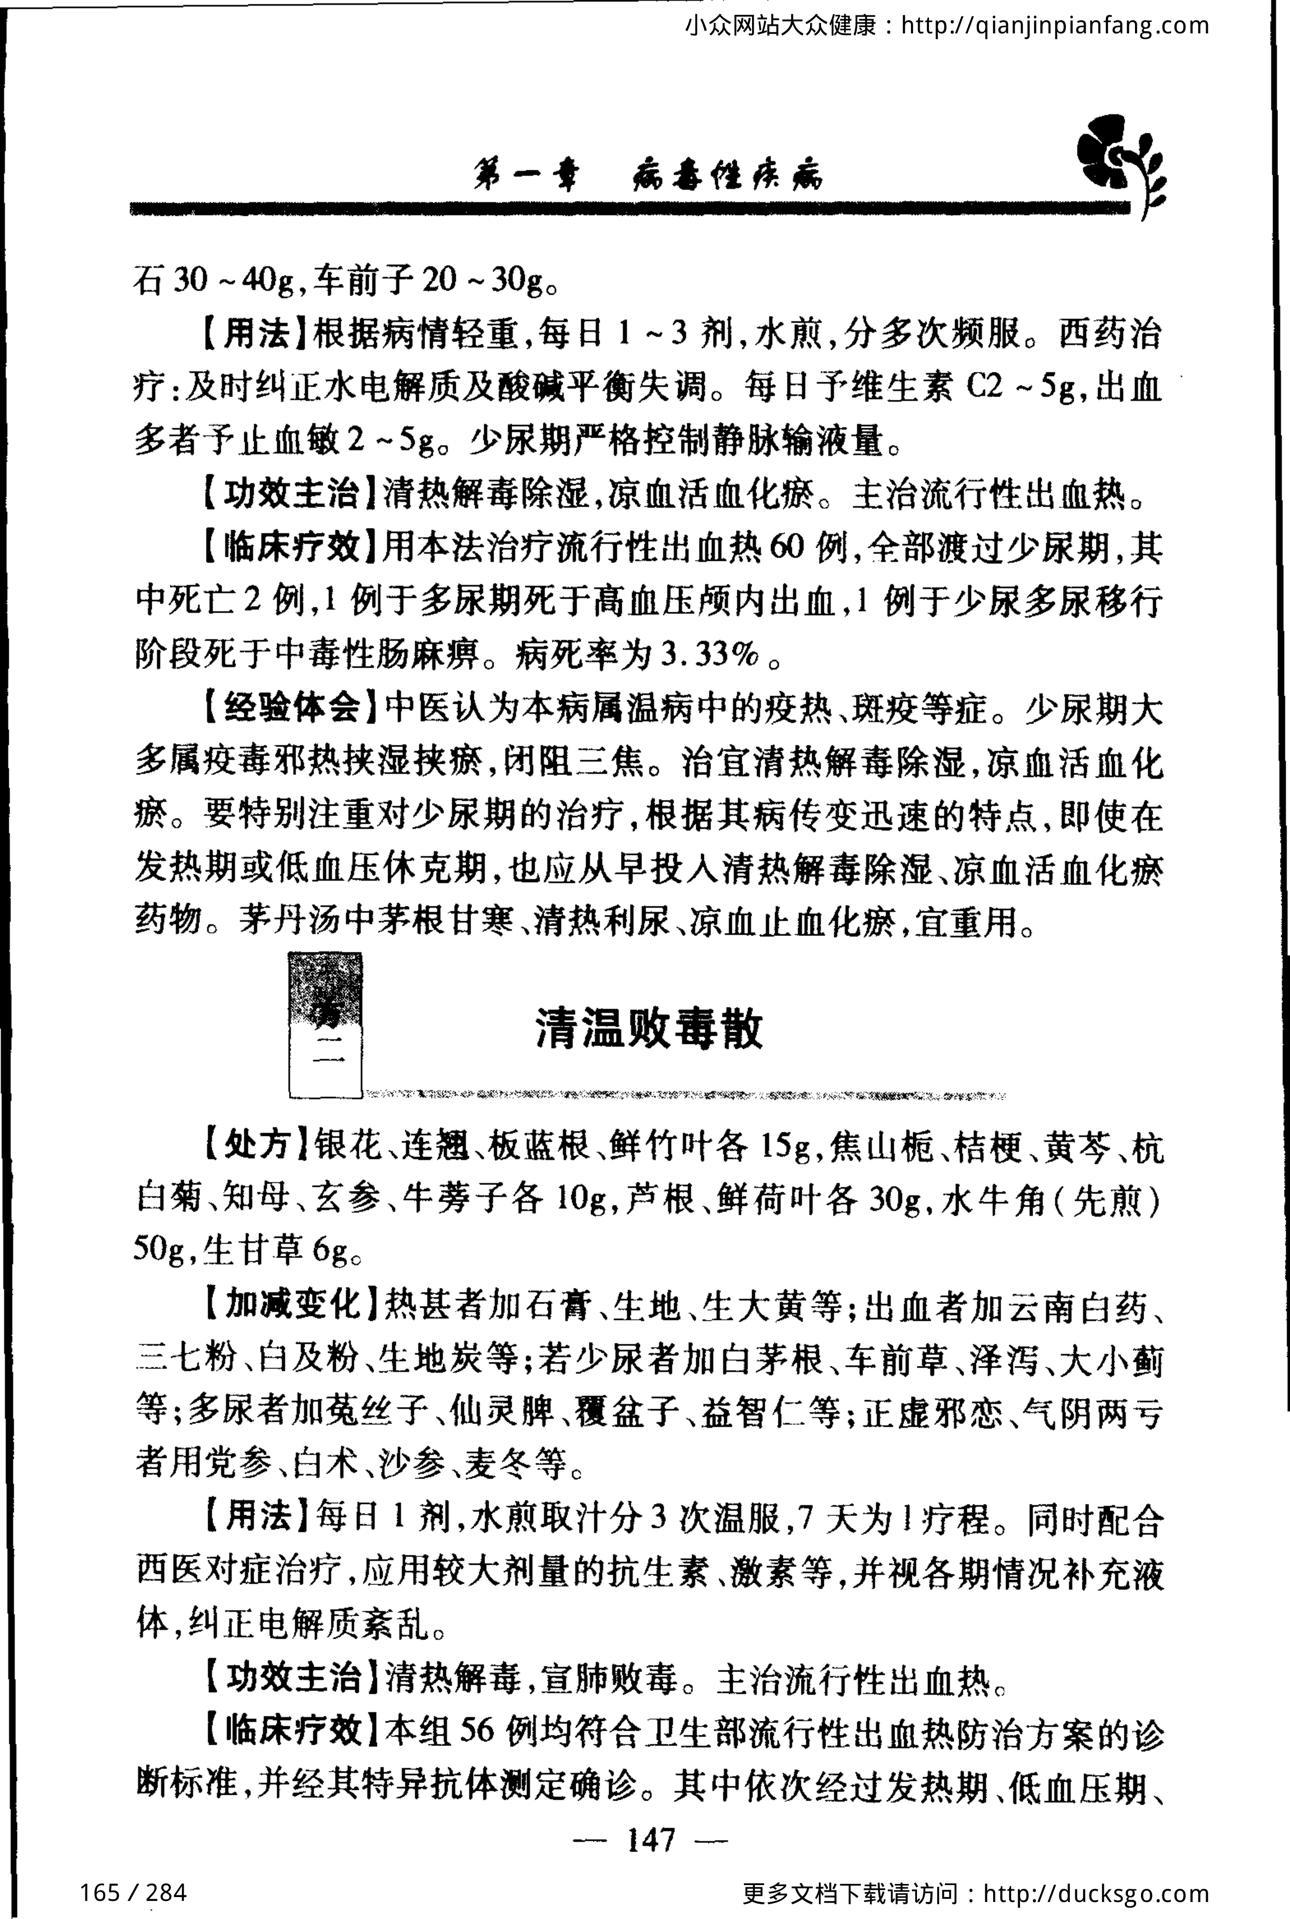 小众网站大众健康：http://qianjinpianfang.com
第一章 病毒性疾病
石30～40g,车前子20～30g。
【用法】根据病情轻重,每日1～3剂,水煎,分多次频服。西药治
疗:及时纠正水电解质及酸碱平衡失调。每日予维生素C2～5g,出血
多者予止血敏2～5g。少尿期严格控制静脉输液量。
【功效主治】清热解毒除湿,凉血活血化瘀。主治流行性出血热。
【临床疗效】用本法治疗流行性出血热60例,全部渡过少尿期,其
中死亡2例,1例于多尿期死于高血压颅内出血,1例于少尿多尿移行
阶段死于中毒性肠麻痹。病死率为3.33%。
【经验体会】中医认为本病属温病中的疫热、斑疫等症。少尿期大
多属疫毒邪热挟湿挟瘀,闭阻三焦。治宜清热解毒除湿,凉血活血化
瘀。要特别注重对少尿期的治疗,根据其病传变迅速的特点,即使在
发热期或低血压休克期,也应从早投入清热解毒除湿、凉血活血化瘀
药物。茅丹汤中茅根甘寒、清热利尿、凉血止血化瘀,宜重用。
方二
清温败毒散
【处方】银花、连翘、板蓝根、鲜竹叶各15g,焦山栀、桔梗、黄芩、杭
白菊、知母、玄参、牛蒡子各10g,芦根、鲜荷叶各30g,水牛角(先煎)
50g,生甘草6g。
【加减变化】热甚者加石膏、生地、生大黄等;出血者加云南白药、
三七粉、白及粉、生地炭等;若少尿者加白茅根、车前草、泽泻、大小蓟
等;多尿者加菟丝子、仙灵脾、覆盆子、益智仁等;正虚邪恋、气阴两亏
者用党参、白术、沙参、麦冬等。
【用法】每日1剂,水煎取汁分3次温服,7天为1疗程。同时配合
西医对症治疗,应用较大剂量的抗生素、激素等,并视各期情况补充液
体,纠正电解质紊乱。
【功效主治】清热解毒,宣肺败毒。主治流行性出血热。
【临床疗效】本组56例均符合卫生部流行性出血热防治方案的诊
断标准,并经其特异抗体测定确诊。其中依次经过发热期、低血压期、
— 147 —
165 / 284
更多文档下载请访问：http://ducksgo.com